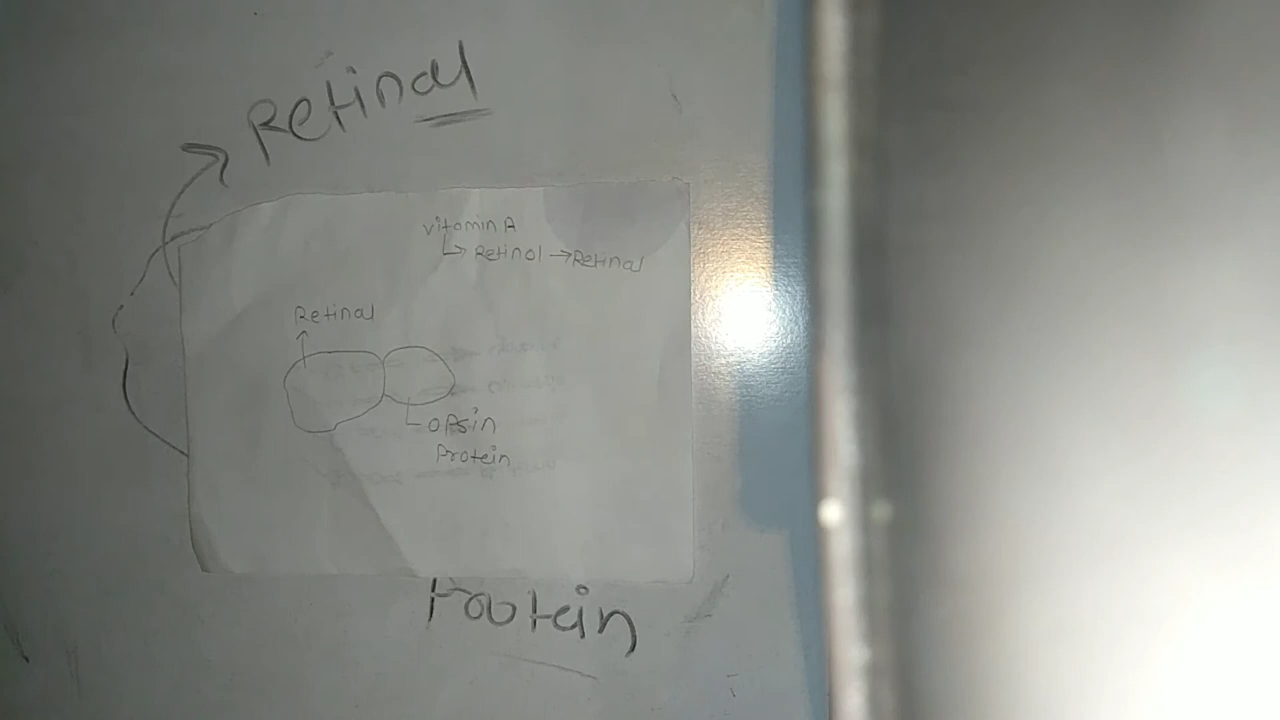 Retinal
vitamin A
Retinol → Retinal
Retinal
opsin
Protein
Protein